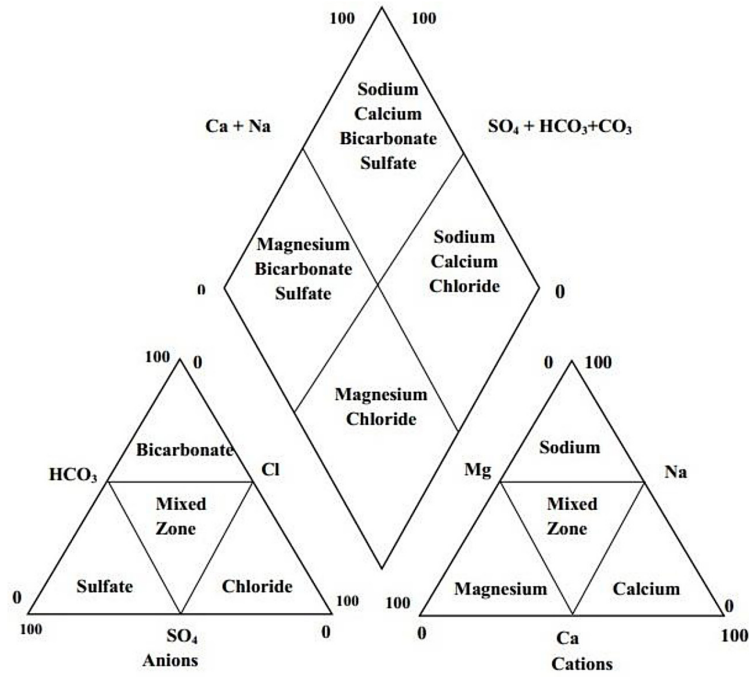 100 100
Sodium
Calcium
Bicarbonate
Sulfate
Ca + Na
SO₄ + HCO₃+CO₃
Magnesium
Bicarbonate
Sulfate
Sodium
Calcium
Chloride
0
0
Magnesium
Chloride
100 0
Bicarbonate
HCO₃
Cl
Mixed
Zone
Sulfate
Chloride
0
100
100
SO₄
0
Anions
0 100
Sodium
Mg
Na
Mixed
Zone
Magnesium
Calcium
100
0
0
Ca
100
Cations